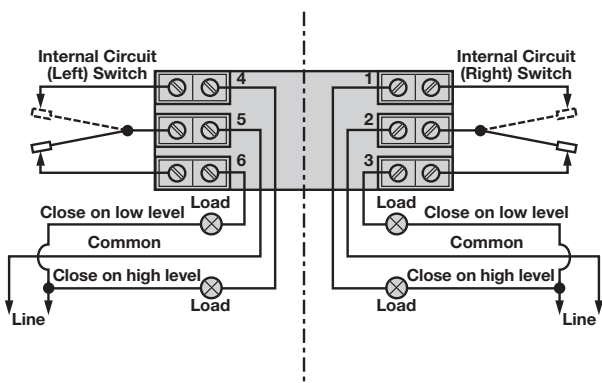 Internal Circuit
(Left) Switch
4
5
6
Load
Close on low level
Common
Close on high level
Load
Line
Internal Circuit
(Right) Switch
1
2
3
Load
Close on low level
Common
Close on high level
Load
Line